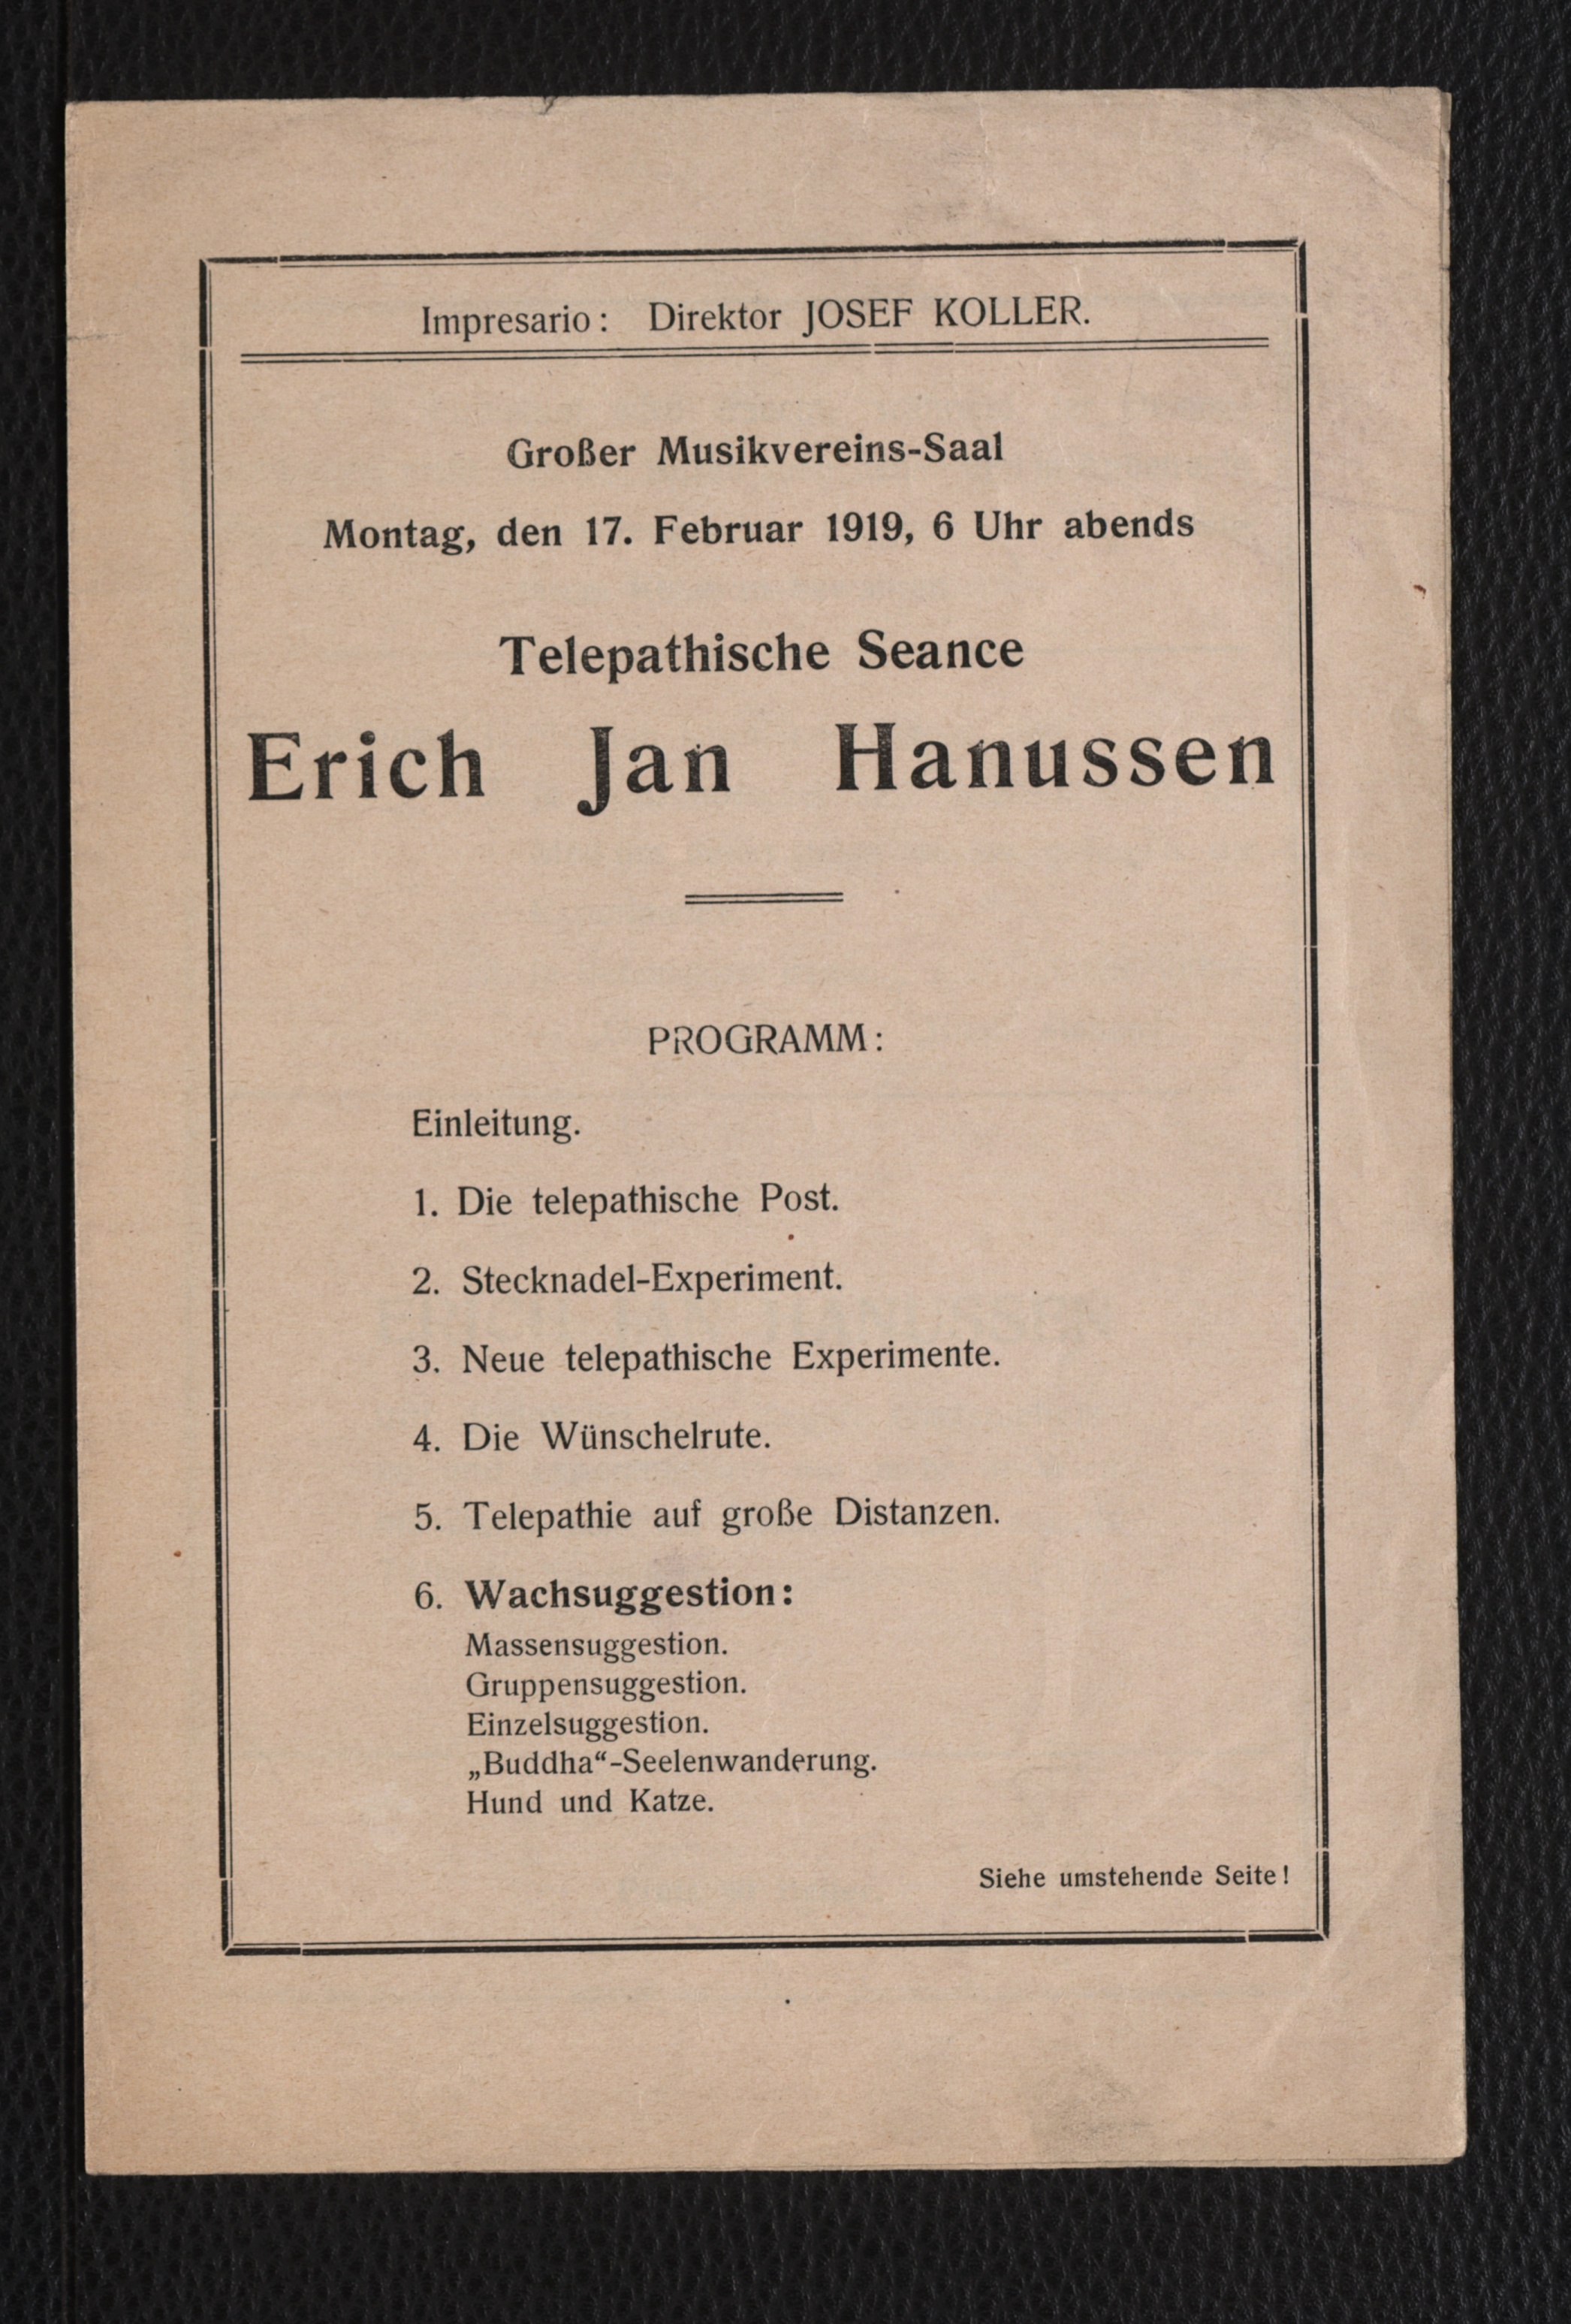 Impresario: Direktor JOSEF KOLLER.
Großer Musikvereins-Saal
Montag, den 17. Februar 1919, 6 Uhr abends
Telepathische Seance
Erich Jan Hanussen
PROGRAMM:
Einleitung.
1. Die telepathische Post.
2. Stecknadel-Experiment.
3. Neue telepathische Experimente.
4. Die Wünschelrute.
5. Telepathie auf große Distanzen.
6. Wachsuggestion:
Massensuggestion.
Gruppensuggestion.
Einzelsuggestion.
„Buddha“-Seelenwanderung.
Hund und Katze.
Siehe umstehende Seite!